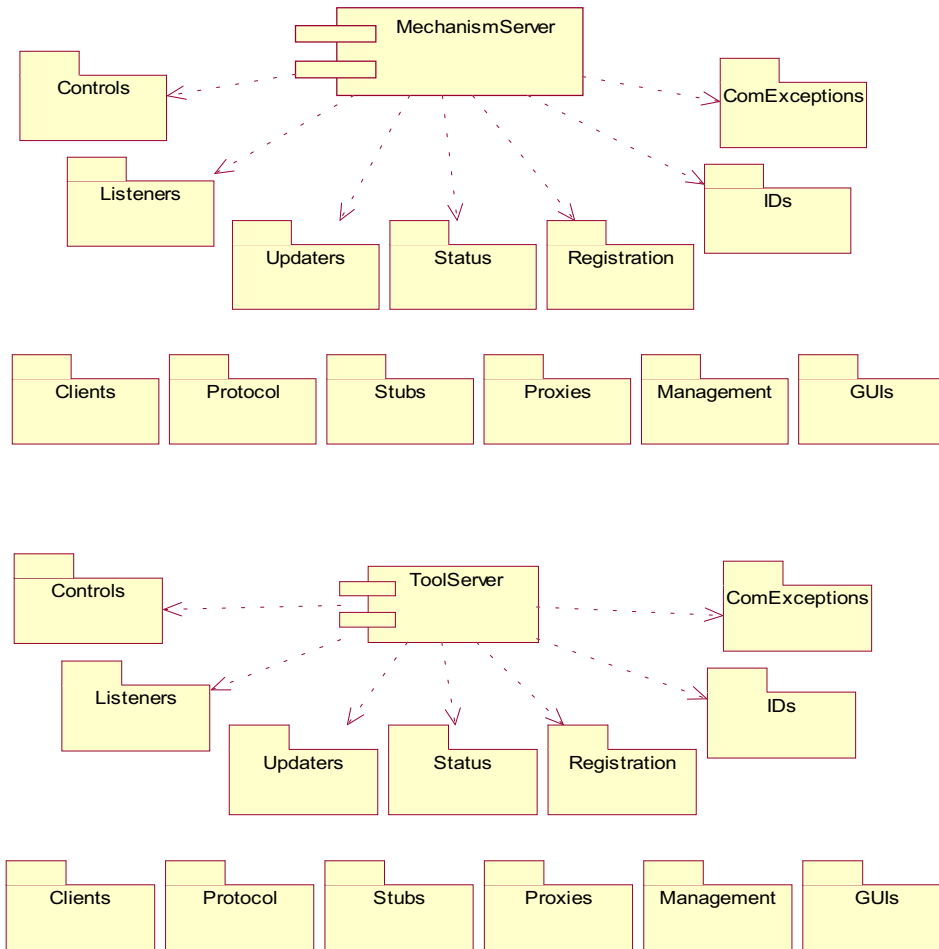 MechanismServer
Controls
ComExceptions
Listeners
IDs
Updaters
Status
Registration
Clients
Protocol
Stubs
Proxies
Management
GUIs
ToolServer
Controls
ComExceptions
Listeners
IDs
Updaters
Status
Registration
Clients
Protocol
Stubs
Proxies
Management
GUIs